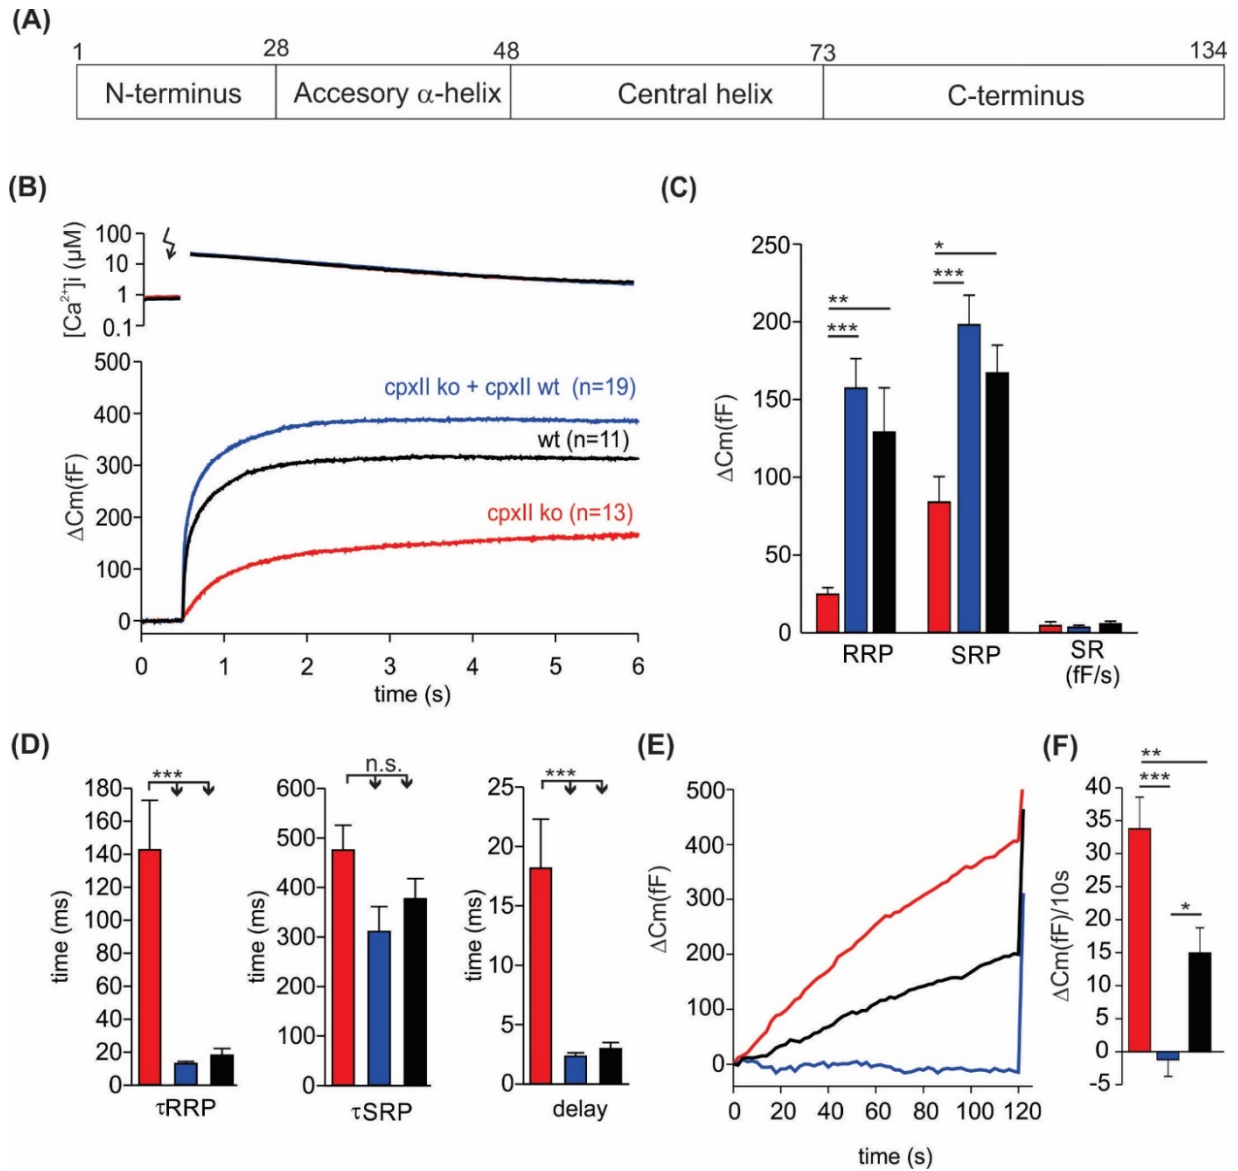 (A)
1 28 48 73 134
N-terminus Accesory α-helix Central helix C-terminus
(B)
[Ca²⁺]i (µM)
100
10
1
0.1
ΔCm(fF)
500
400
300
200
100
0
cpxII ko + cpxII wt (n=19)
wt (n=11)
cpxII ko (n=13)
0 1 2 3 4 5 6
time (s)
(C)
ΔCm(fF)
250
200
150
100
50
0
**
***
*
***
RRP SRP SR
(fF/s)
(D)
time (ms)
180
160
140
120
100
80
60
40
20
0
***
τRRP
time (ms)
600
500
400
300
200
100
0
n.s.
τSRP
time (ms)
25
20
15
10
5
0
***
delay
(E)
ΔCm(fF)
500
400
300
200
100
0
0 20 40 60 80 100 120
time (s)
(F)
ΔCm(fF)/10s
40
35
30
25
20
15
10
5
0
-5
**
***
*